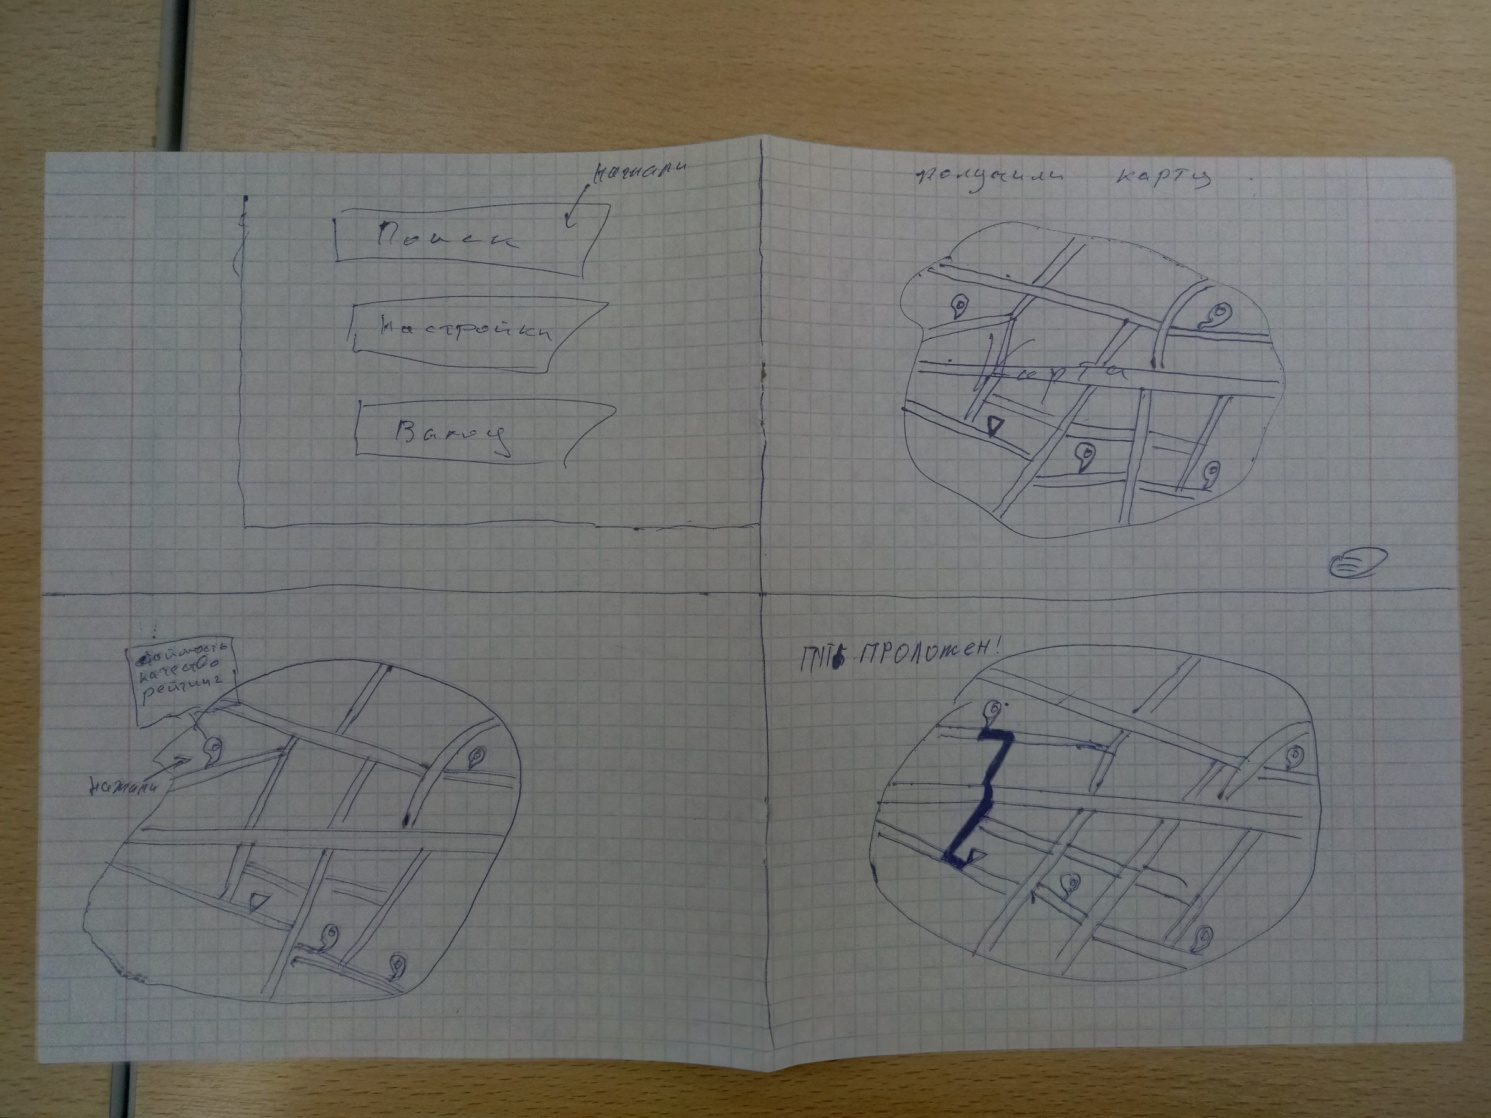 нажали
Поиск
Настройки
Выход
получили карту.
карта
стоимость
качество
рейтинг
нажали
путь проложен!